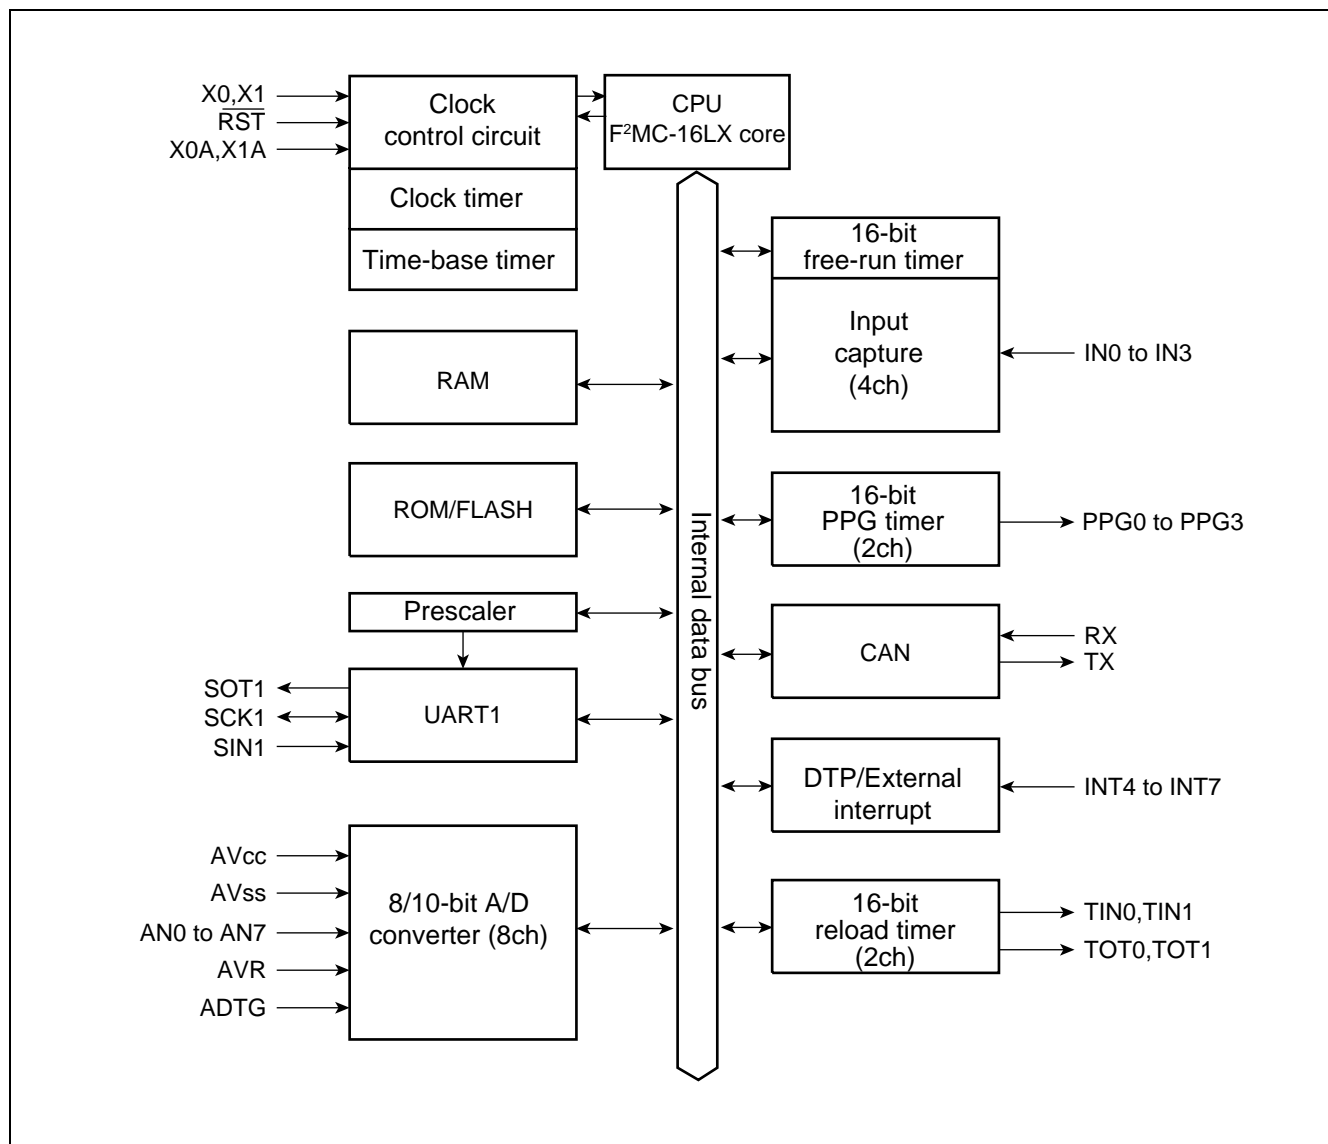 X0,X1
RST
X0A,X1A
Clock
control circuit
Clock timer
Time-base timer
CPU
F²MC-16LX core
RAM
ROM/FLASH
Prescaler
SOT1
SCK1
SIN1
UART1
AVcc
AVss
AN0 to AN7
AVR
ADTG
8/10-bit A/D
converter (8ch)
Internal data bus
16-bit
free-run timer
Input
capture
(4ch)
IN0 to IN3
16-bit
PPG timer
(2ch)
PPG0 to PPG3
CAN
RX
TX
DTP/External
interrupt
INT4 to INT7
16-bit
reload timer
(2ch)
TIN0,TIN1
TOT0,TOT1